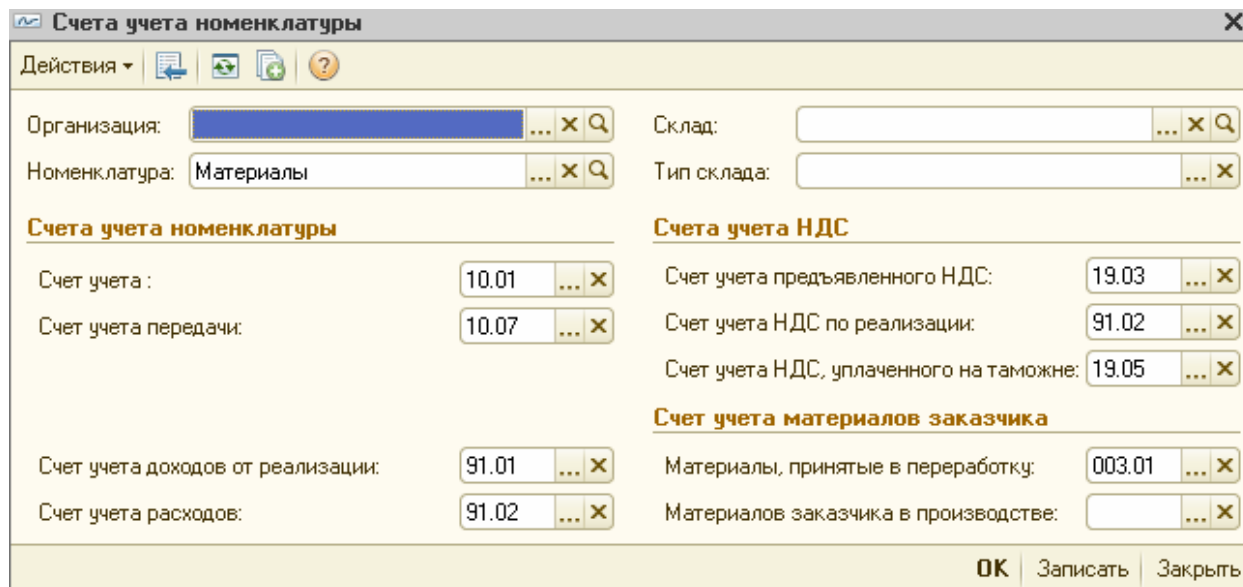 Счета учета номенклатуры
Действия
Организация: Склад:
Номенклатура: Материалы Тип склада:
Счета учета номенклатуры Счета учета НДС
Счет учета : 10.01 Счет учета предъявленного НДС: 19.03
Счет учета передачи: 10.07 Счет учета НДС по реализации: 91.02
Счет учета НДС, уплаченного на таможне: 19.05
Счет учета материалов заказчика
Счет учета доходов от реализации: 91.01 Материалы, принятые в переработку: 003.01
Счет учета расходов: 91.02 Материалов заказчика в производстве:
OK Записать Закрыть